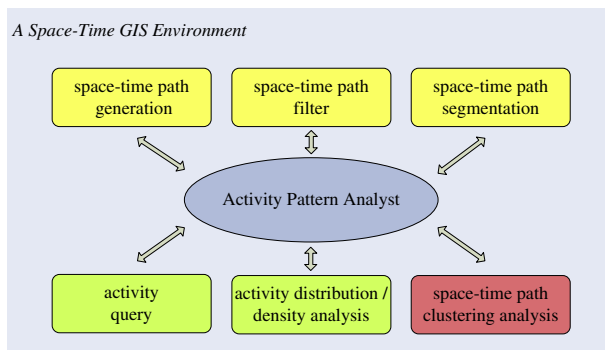 A Space-Time GIS Environment
space-time path
generation
space-time path
filter
space-time path
segmentation
Activity Pattern Analyst
activity
query
activity distribution /
density analysis
space-time path
clustering analysis